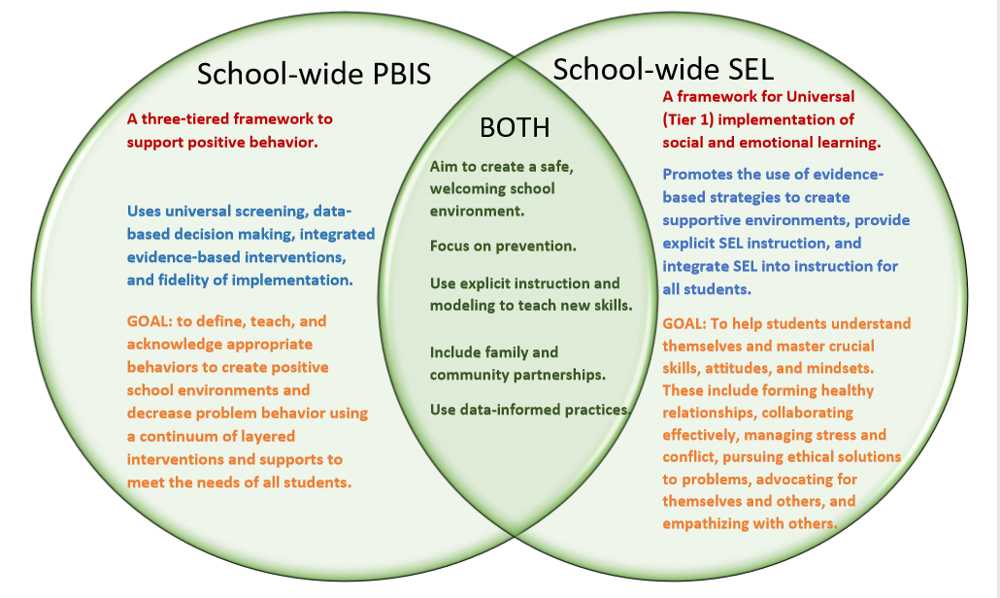 School-wide PBIS
A three-tiered framework to
support positive behavior.
Uses universal screening, data-
based decision making, integrated
evidence-based interventions,
and fidelity of implementation.
GOAL: to define, teach, and
acknowledge appropriate
behaviors to create positive
school environments and
decrease problem behavior using
a continuum of layered
interventions and supports to
meet the needs of all students.
BOTH
Aim to create a safe,
welcoming school
environment.
Focus on prevention.
Use explicit instruction and
modeling to teach new skills.
Include family and
community partnerships.
Use data-informed practices.
School-wide SEL
A framework for Universal
(Tier 1) implementation of
social and emotional learning.
Promotes the use of evidence-
based strategies to create
supportive environments, provide
explicit SEL instruction, and
integrate SEL into instruction for
all students.
GOAL: To help students understand
themselves and master crucial
skills, attitudes, and mindsets.
These include forming healthy
relationships, collaborating
effectively, managing stress and
conflict, pursuing ethical solutions
to problems, advocating for
themselves and others, and
empathizing with others.